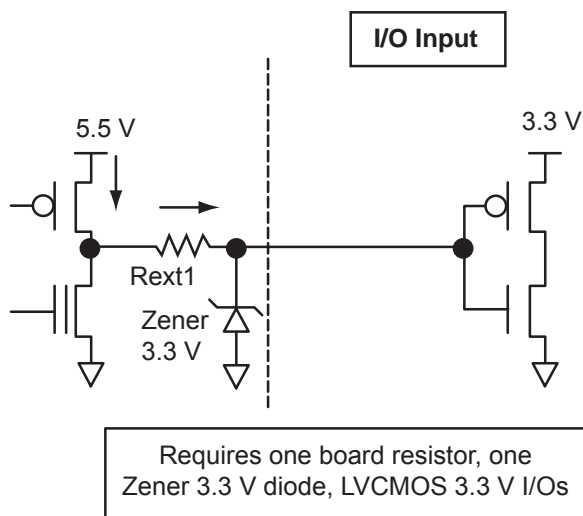 I/O Input
5.5 V
3.3 V
Rext1
Zener
3.3 V
Requires one board resistor, one
Zener 3.3 V diode, LVCMOS 3.3 V I/Os